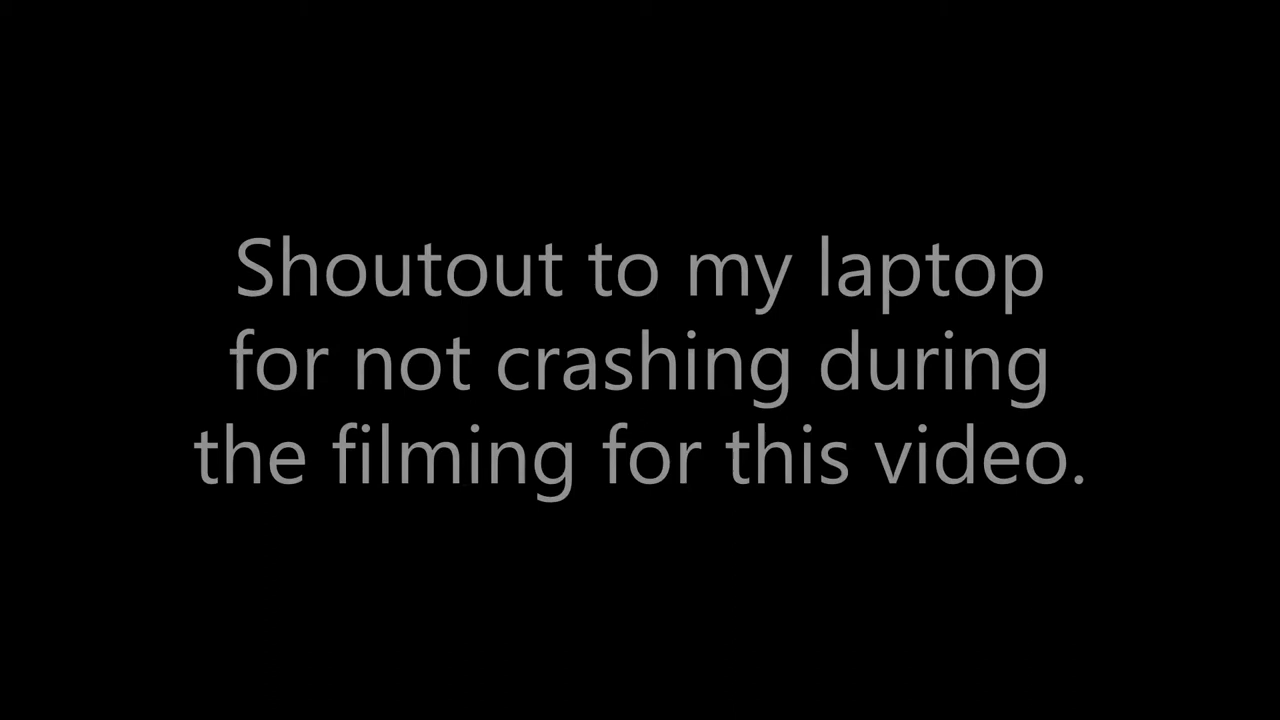 Shoutout to my laptop
for not crashing during
the filming for this video.